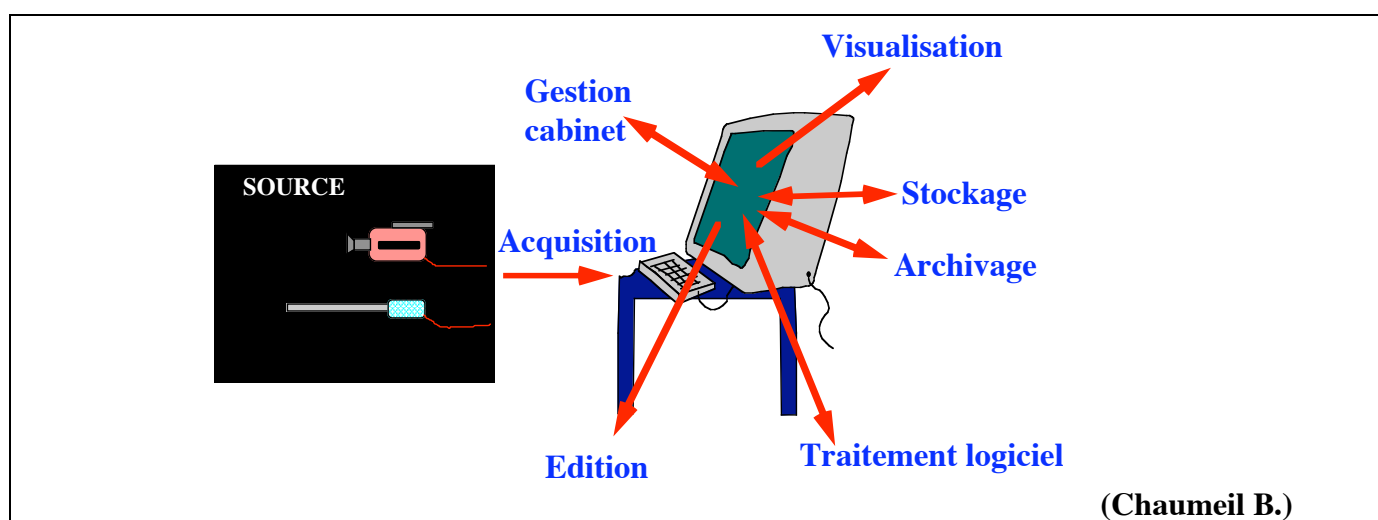 Visualisation
Gestion
cabinet
SOURCE
Stockage
Acquisition
Archivage
Traitement logiciel
Edition
(Chaumeil B.)